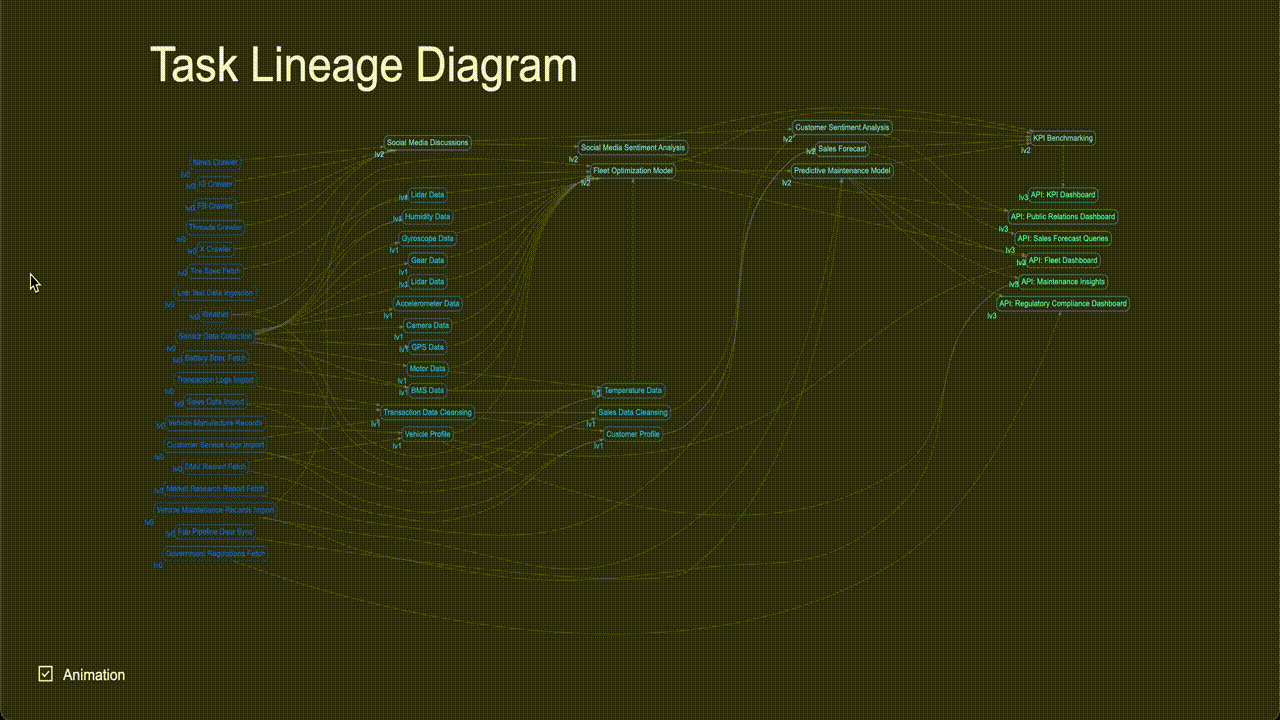 Task Lineage Diagram
News Crawler
lv0
IG Crawler
lv0
FB Crawler
lv0
Threads Crawler
lv0
X Crawler
lv0
Tire Spec Fetch
lv0
Lab Test Data Ingestion
lv0
Weather
lv0
Sensor Data Collection
lv0
Battery Spec Fetch
lv0
Transaction Logs Import
lv0
Sales Data Import
lv0
Vehicle Manufacture Records
lv0
Customer Service Logs Import
lv0
DMV Record Fetch
lv0
Market Research Report Fetch
lv0
Vehicle Maintenance Records Import
lv0
Fab Pipeline Data Sync
lv0
Government Regulations Fetch
lv0
Social Media Discussions
lv2
Lidar Data
lv1
Humidity Data
lv1
Gyroscope Data
lv1
Gear Data
lv1
Lidar Data
lv1
Accelerometer Data
lv1
Camera Data
lv1
GPS Data
lv1
Motor Data
lv1
BMS Data
lv1
Transaction Data Cleansing
lv1
Vehicle Profile
lv1
Social Media Sentiment Analysis
lv2
Fleet Optimization Model
lv2
Temperature Data
lv1
Sales Data Cleansing
lv1
Customer Profile
lv1
Customer Sentiment Analysis
lv2
Sales Forecast
lv2
Predictive Maintenance Model
lv2
KPI Benchmarking
lv2
API: KPI Dashboard
lv3
API: Public Relations Dashboard
lv3
API: Sales Forecast Queries
lv3
API: Fleet Dashboard
lv3
API: Maintenance Insights
lv3
API: Regulatory Compliance Dashboard
lv3
Animation